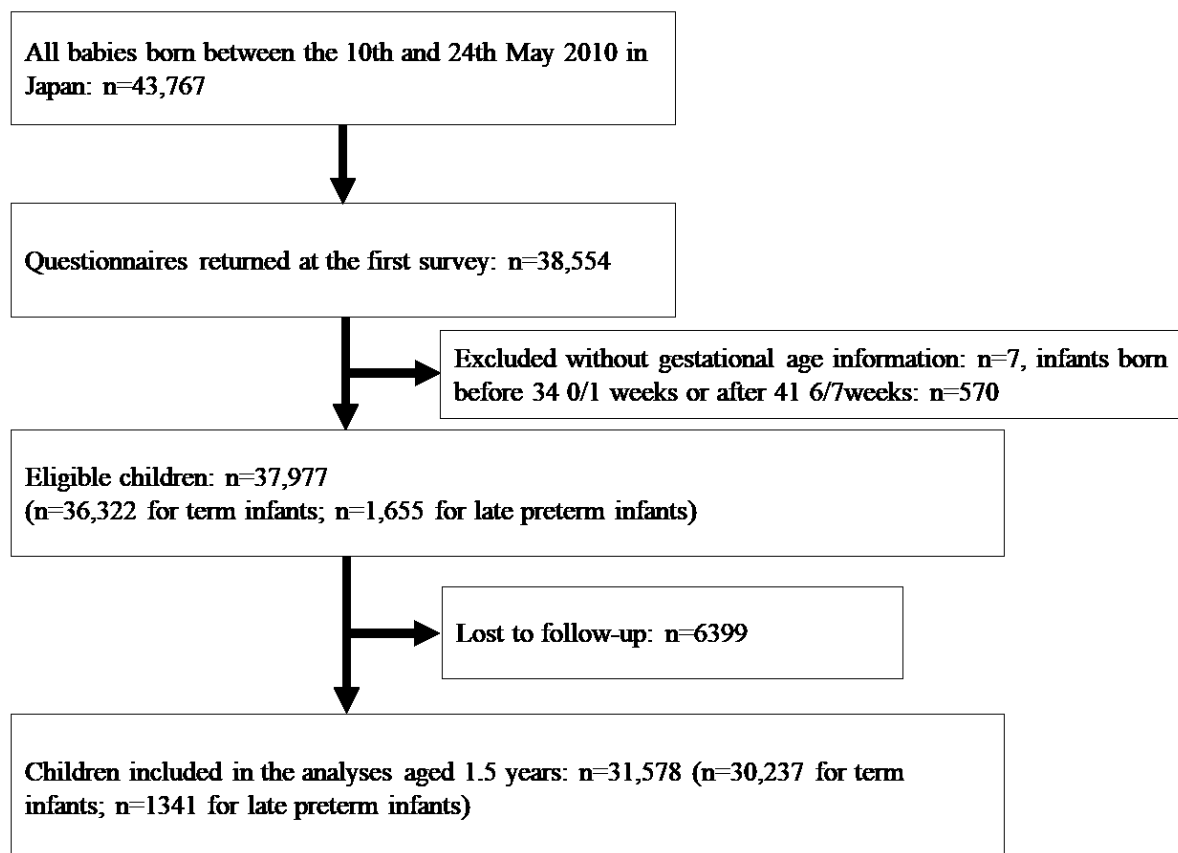 All babies born between the 10th and 24th May 2010 in
Japan: n=43,767
Questionnaires returned at the first survey: n=38,554
Excluded without gestational age information: n=7, infants born
before 34 0/1 weeks or after 41 6/7weeks: n=570
Eligible children: n=37,977
(n=36,322 for term infants; n=1,655 for late preterm infants)
Lost to follow-up: n=6399
Children included in the analyses aged 1.5 years: n=31,578 (n=30,237 for term
infants; n=1341 for late preterm infants)